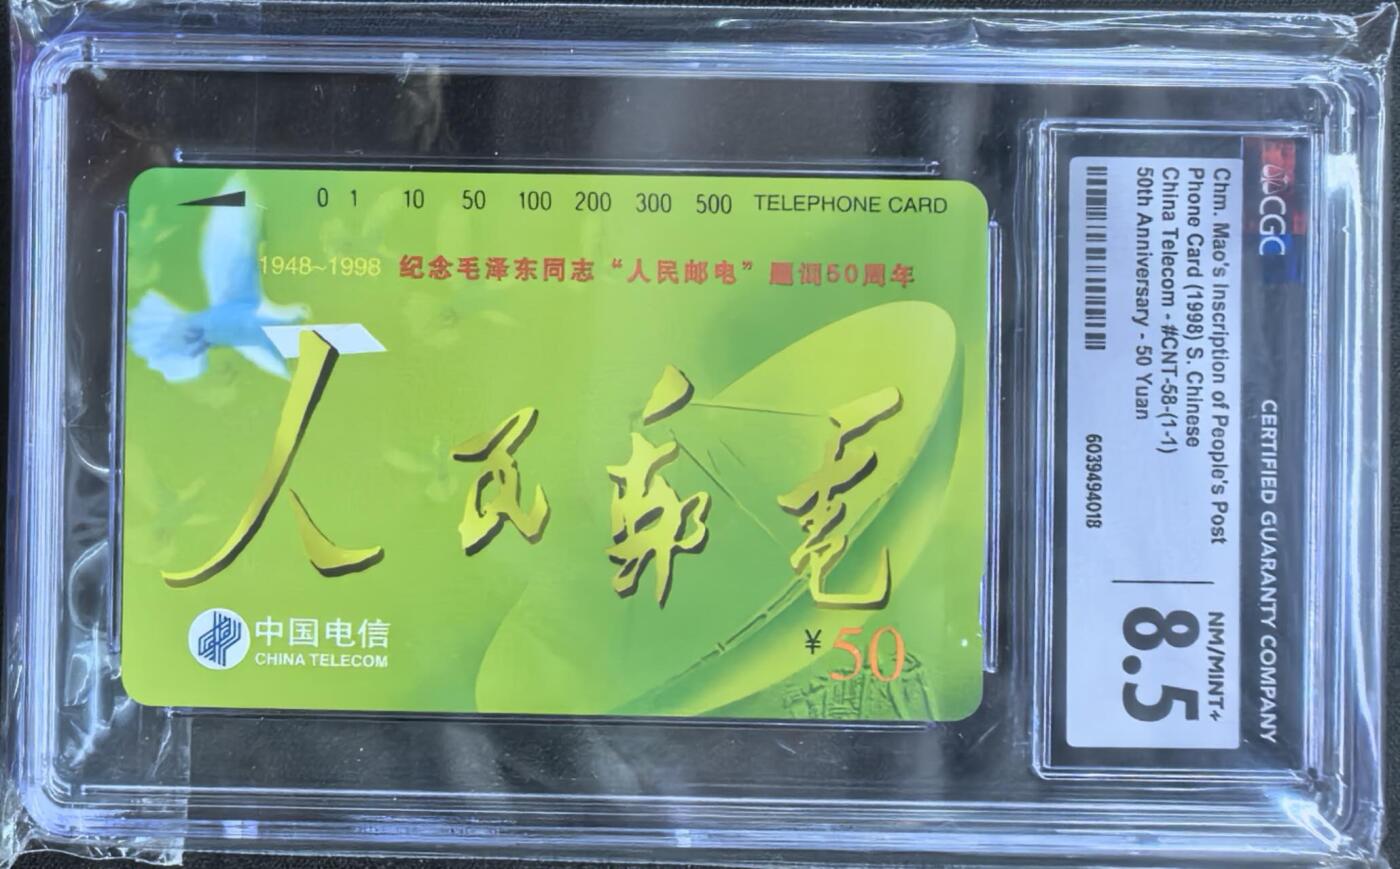 0 1 10 50 100 200 300 500 TELEPHONE CARD
1948~1998 纪念毛泽东同志“人民邮电”题词50周年
人民邮电
中国电信
CHINA TELECOM
¥50
CGC
CERTIFIED GUARANTY COMPANY
Chm. Mao's Inscription of People's Post
Phone Card (1998) S. Chinese
China Telecom - #CNT-58-(1-1)
50th Anniversary - 50 Yuan
6039494018
NM/MINT+
8.5